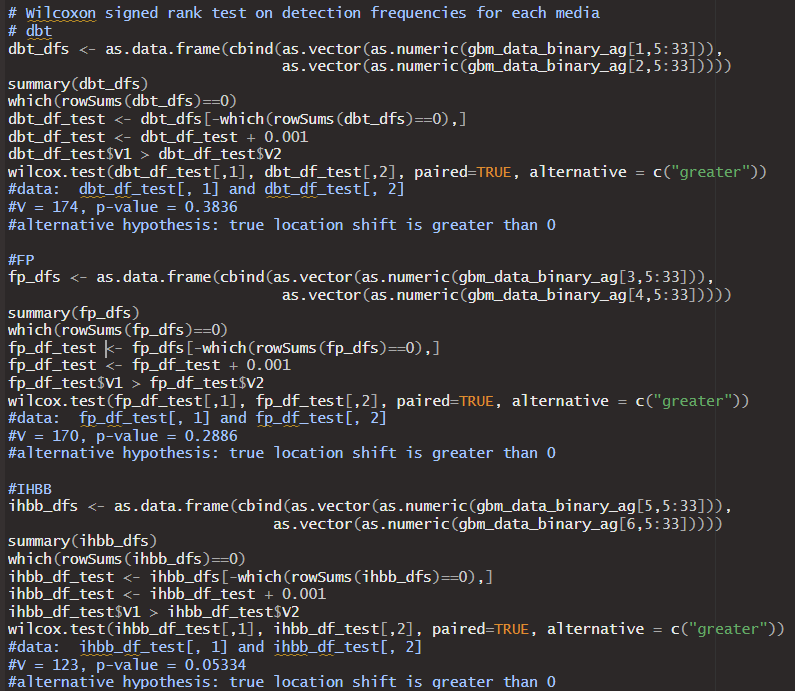 # Wilcoxon signed rank test on detection frequencies for each media
# dbt
dbt_dfs <- as.data.frame(cbind(as.vector(as.numeric(gbm_data_binary_ag[1,5:33])),
as.vector(as.numeric(gbm_data_binary_ag[2,5:33]))))
summary(dbt_dfs)
which(rowSums(dbt_dfs)==0)
dbt_df_test <- dbt_dfs[-which(rowSums(dbt_dfs)==0),]
dbt_df_test <- dbt_df_test + 0.001
dbt_df_test$V1 > dbt_df_test$V2
wilcox.test(dbt_df_test[,1], dbt_df_test[,2], paired=TRUE, alternative = c("greater"))
#data:  dbt_df_test[, 1] and dbt_df_test[, 2]
#V = 174, p-value = 0.3836
#alternative hypothesis: true location shift is greater than 0
#FP
fp_dfs <- as.data.frame(cbind(as.vector(as.numeric(gbm_data_binary_ag[3,5:33])),
as.vector(as.numeric(gbm_data_binary_ag[4,5:33]))))
summary(fp_dfs)
which(rowSums(fp_dfs)==0)
fp_df_test <- fp_dfs[-which(rowSums(fp_dfs)==0),]
fp_df_test <- fp_df_test + 0.001
fp_df_test$V1 > fp_df_test$V2
wilcox.test(fp_df_test[,1], fp_df_test[,2], paired=TRUE, alternative = c("greater"))
#data:  fp_df_test[, 1] and fp_df_test[, 2]
#V = 170, p-value = 0.2886
#alternative hypothesis: true location shift is greater than 0
#IHBB
ihbb_dfs <- as.data.frame(cbind(as.vector(as.numeric(gbm_data_binary_ag[5,5:33])),
as.vector(as.numeric(gbm_data_binary_ag[6,5:33]))))
summary(ihbb_dfs)
which(rowSums(ihbb_dfs)==0)
ihbb_df_test <- ihbb_dfs[-which(rowSums(ihbb_dfs)==0),]
ihbb_df_test <- ihbb_df_test + 0.001
ihbb_df_test$V1 > ihbb_df_test$V2
wilcox.test(ihbb_df_test[,1], ihbb_df_test[,2], paired=TRUE, alternative = c("greater"))
#data:  ihbb_df_test[, 1] and ihbb_df_test[, 2]
#V = 123, p-value = 0.05334
#alternative hypothesis: true location shift is greater than 0